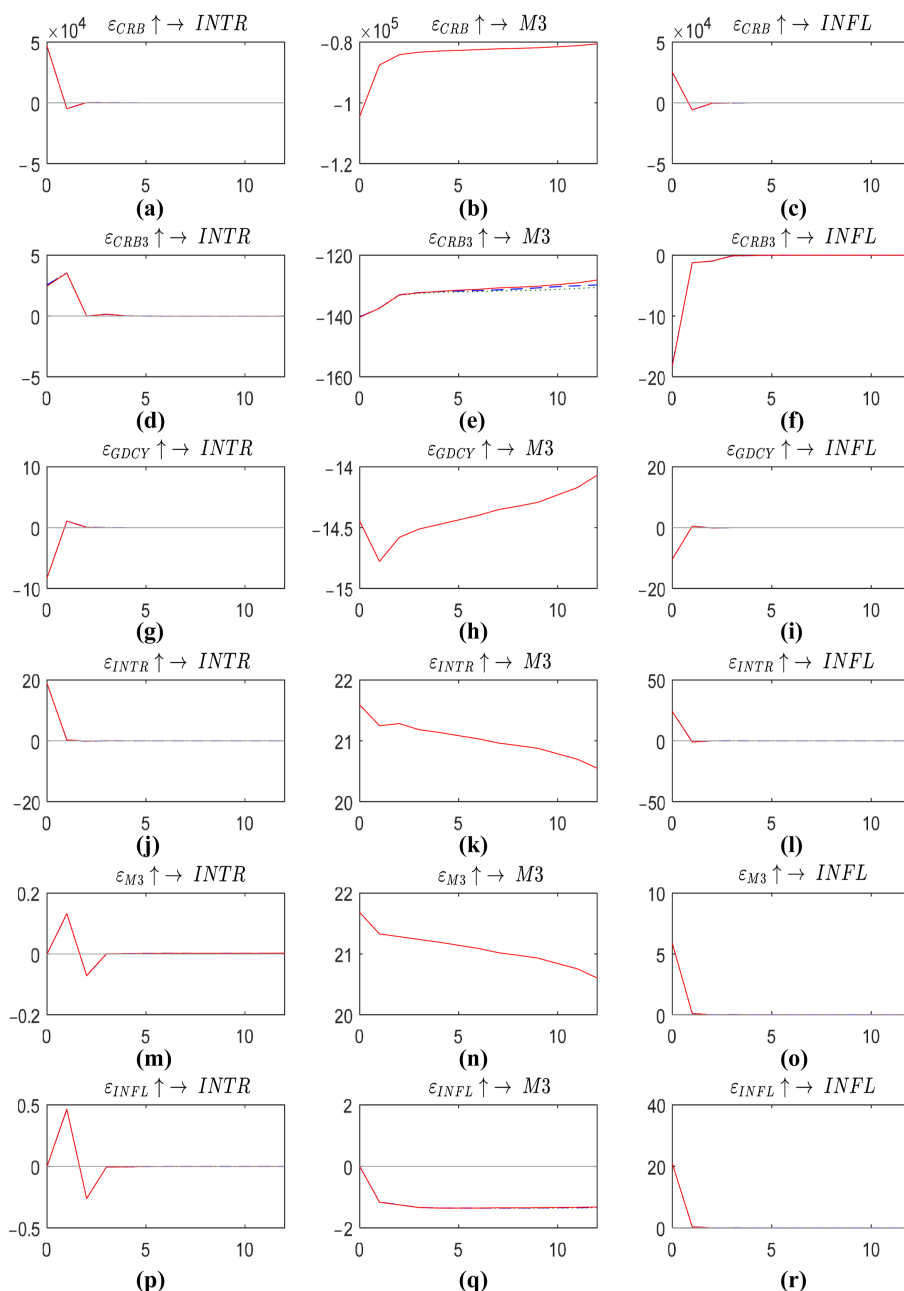 ε_CRB ↑ → INTR ε_CRB ↑ → M3 ε_CRB ↑ → INFL
×10⁴ ×10⁵ ×10⁴
5 -0.8 5
0 -1 0
-5 -1.2 -5
0 5 10 0 5 10 0 5 10
(a) (b) (c)
ε_CRB3 ↑ → INTR ε_CRB3 ↑ → M3 ε_CRB3 ↑ → INFL
5 -120 0
0 -140 -10
-5 -160 -20
0 5 10 0 5 10 0 5 10
(d) (e) (f)
ε_GDCY ↑ → INTR ε_GDCY ↑ → M3 ε_GDCY ↑ → INFL
10 -14 20
0 -14.5 0
-10 -15 -20
0 5 10 0 5 10 0 5 10
(g) (h) (i)
ε_INTR ↑ → INTR ε_INTR ↑ → M3 ε_INTR ↑ → INFL
20 22 50
0 21 0
-20 20 -50
0 5 10 0 5 10 0 5 10
(j) (k) (l)
ε_M3 ↑ → INTR ε_M3 ↑ → M3 ε_M3 ↑ → INFL
0.2 22 10
0 21 5
-0.2 20 0
0 5 10 0 5 10 0 5 10
(m) (n) (o)
ε_INFL ↑ → INTR ε_INFL ↑ → M3 ε_INFL ↑ → INFL
0.5 2 40
0 0 20
-0.5 -2 0
0 5 10 0 5 10 0 5 10
(p) (q) (r)